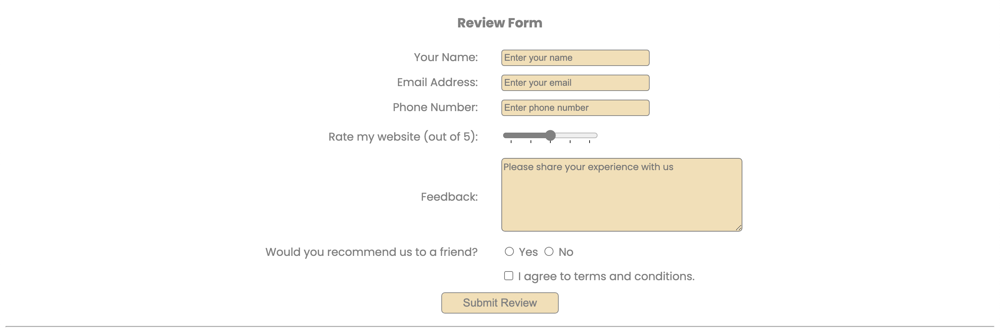 Review Form
Your Name: Enter your name
Email Address: Enter your email
Phone Number: Enter phone number
Rate my website (out of 5):
Please share your experience with us
Feedback:
Would you recommend us to a friend? Yes No
I agree to terms and conditions.
Submit Review